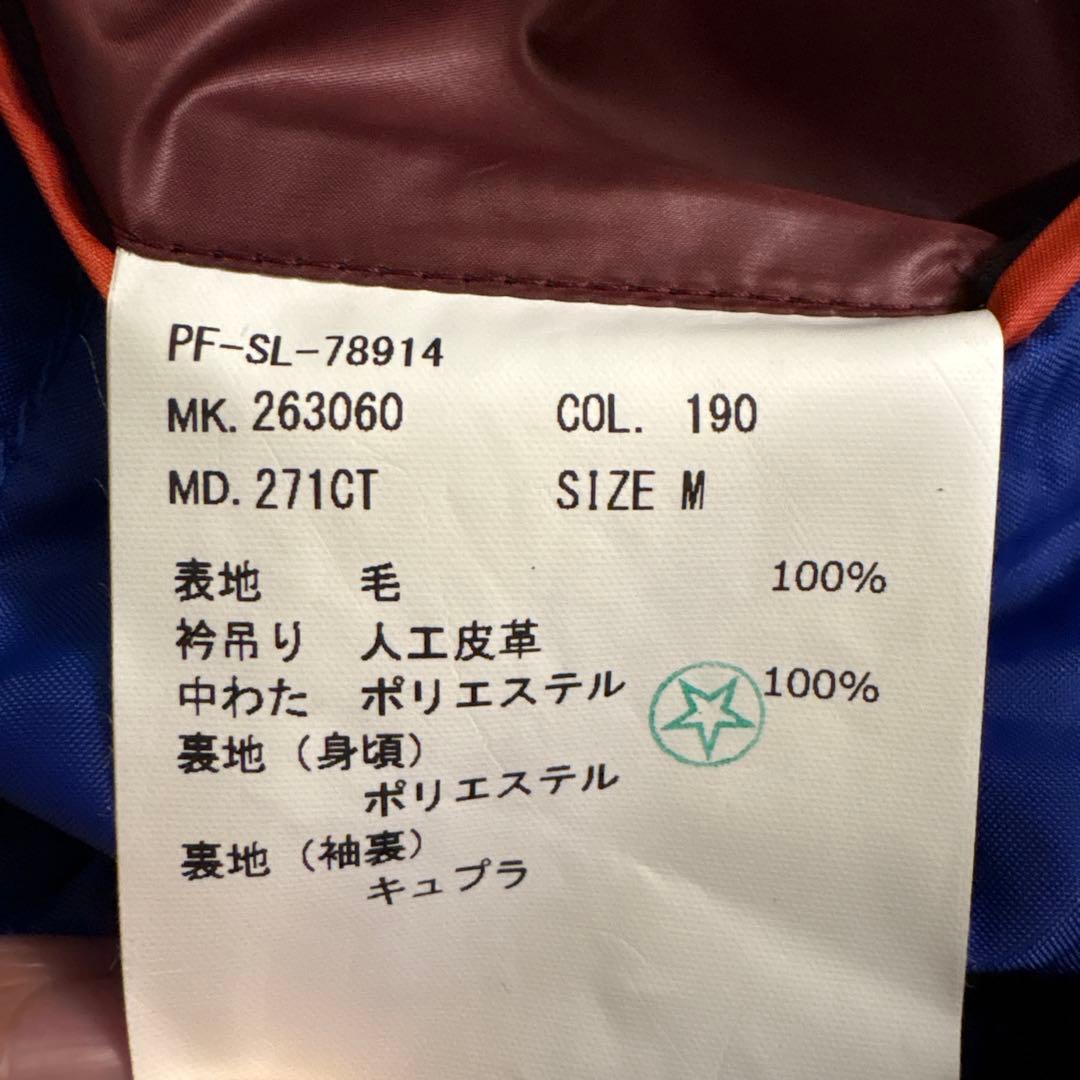 PF-SL-78914
MK. 263060 COL. 190
MD. 271CT SIZE M
表地 毛 100%
衿吊り 人工皮革
中わた ポリエステル 100%
裏地(身頃)
ポリエステル
裏地(袖裏)
キュプラ